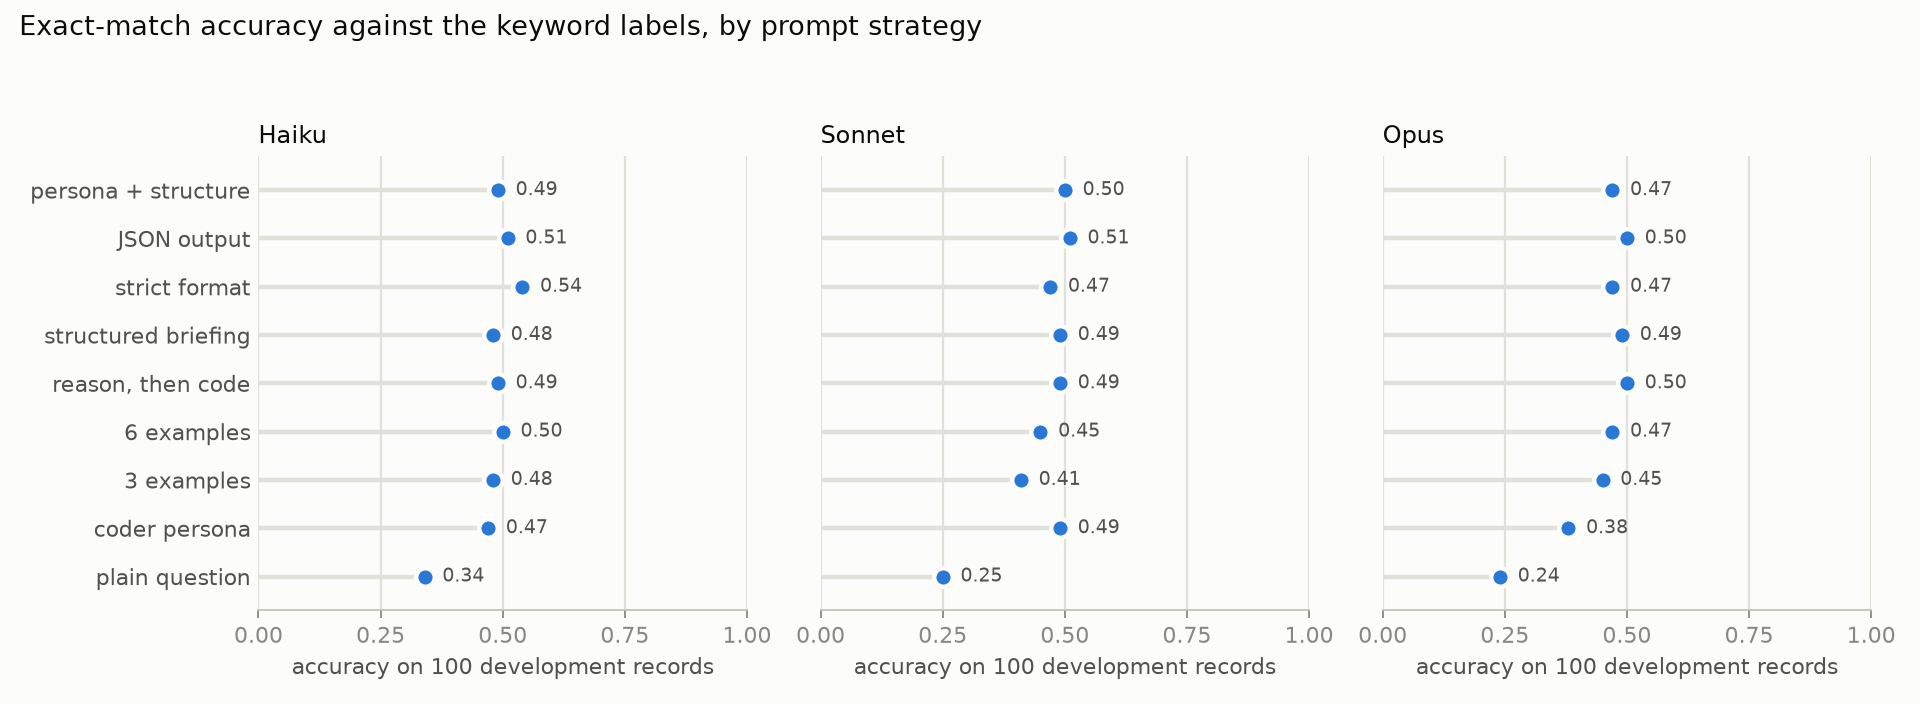 Exact-match accuracy against the keyword labels, by prompt strategy
Haiku
Sonnet
Opus
persona + structure 0.49 0.50 0.47
JSON output 0.51 0.51 0.50
strict format 0.54 0.47 0.47
structured briefing 0.48 0.49 0.49
reason, then code 0.49 0.49 0.50
6 examples 0.50 0.45 0.47
3 examples 0.48 0.41 0.45
coder persona 0.47 0.49 0.38
plain question 0.34 0.25 0.24
0.00 0.25 0.50 0.75 1.00 0.00 0.25 0.50 0.75 1.00 0.00 0.25 0.50 0.75 1.00
accuracy on 100 development records accuracy on 100 development records accuracy on 100 development records